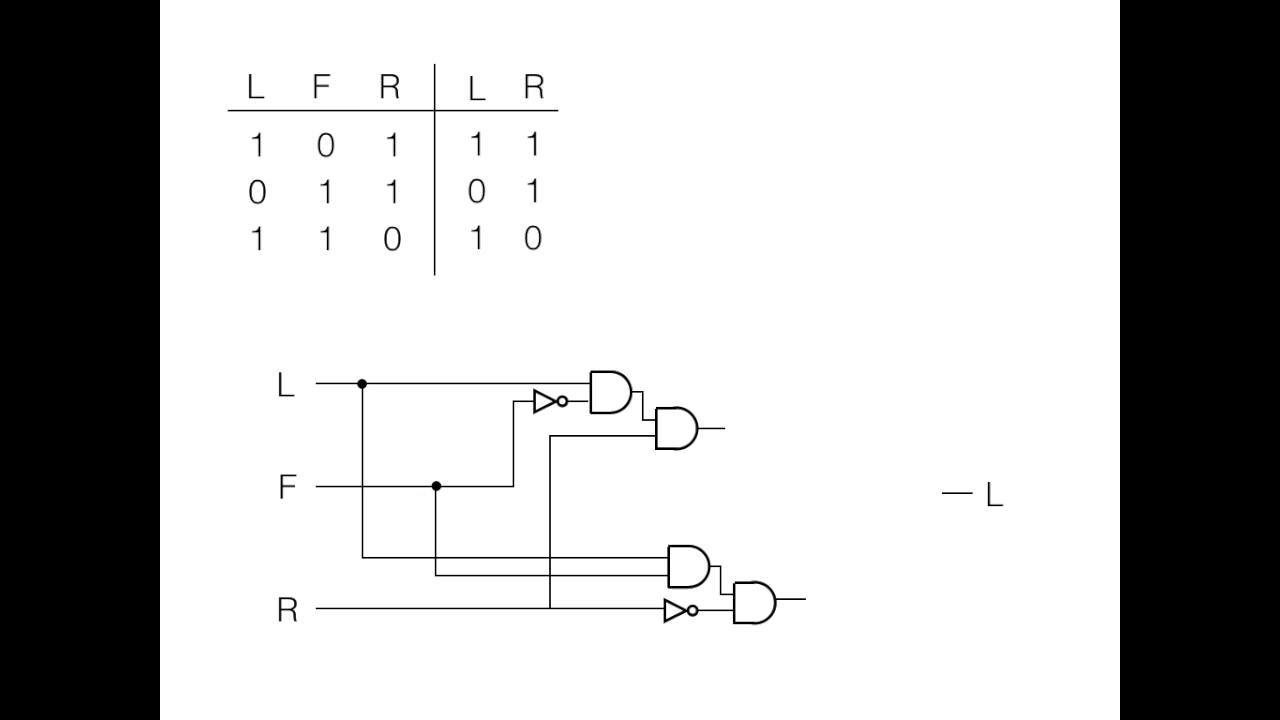 L F R L R
1 0 1 1 1
0 1 1 0 1
1 1 0 1 0
L
F
L
R